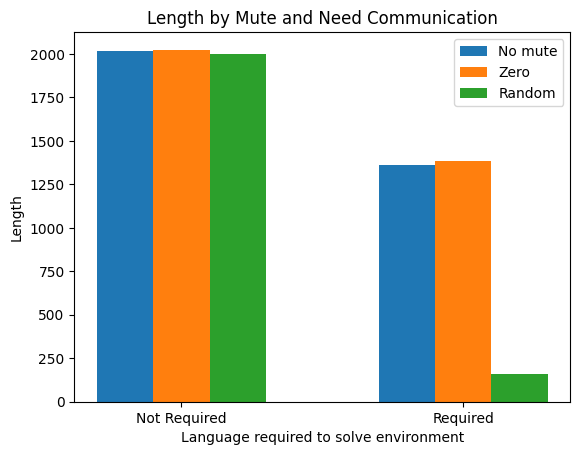 Length by Mute and Need Communication
No mute
Zero
Random
Length
2000
1750
1500
1250
1000
750
500
250
0
Not Required
Required
Language required to solve environment